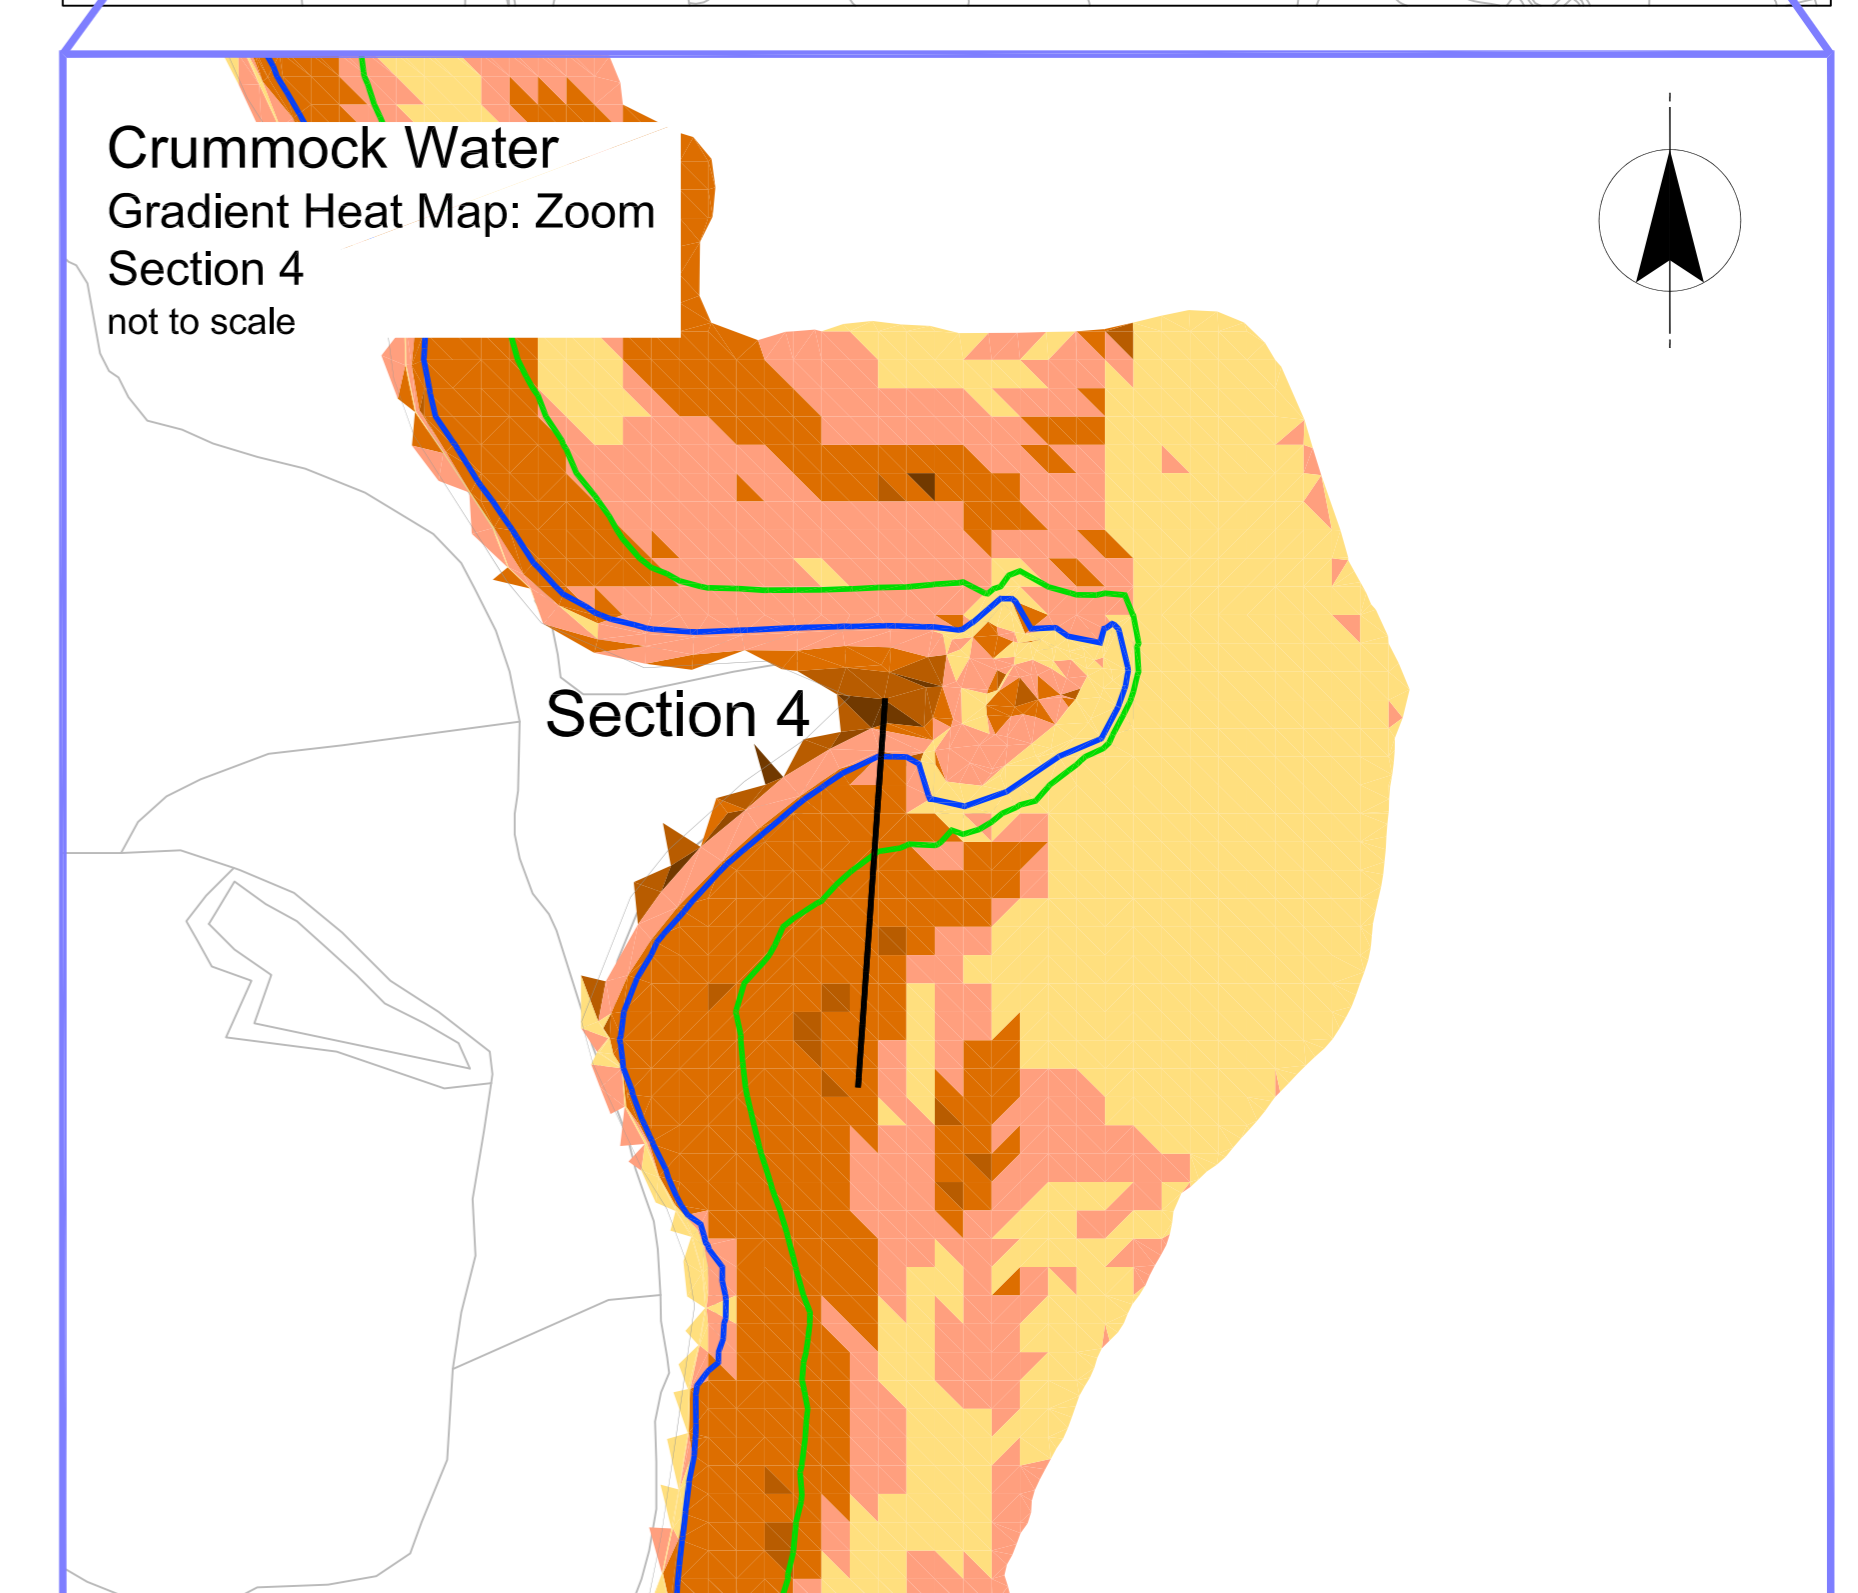 Crummock Water
Gradient Heat Map: Zoom
Section 4
not to scale
Section 4